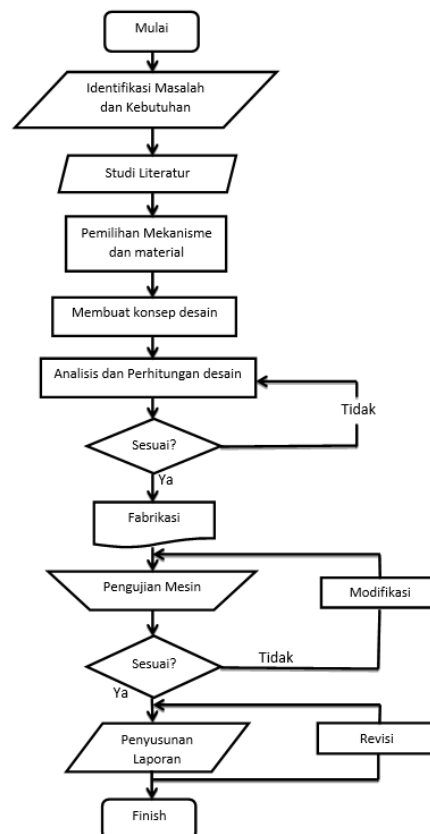 Mulai
Identifikasi Masalah
dan Kebutuhan
Studi Literatur
Pemilihan Mekanisme
dan material
Membuat konsep desain
Analisis dan Perhitungan desain
Tidak
Sesuai?
Ya
Fabrikasi
Pengujian Mesin
Modifikasi
Sesuai?
Tidak
Ya
Penyusunan
Laporan
Revisi
Finish